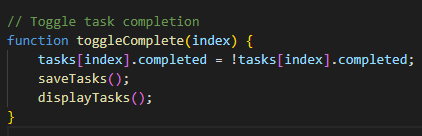 // Toggle task completion
function toggleComplete(index) {
    tasks[index].completed = !tasks[index].completed;
    saveTasks();
    displayTasks();
}